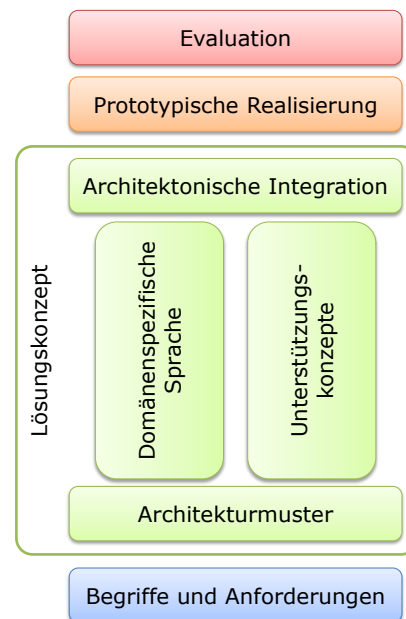 Evaluation
Prototypische Realisierung
Architektonische Integration
Lösungskonzept
Domänenspezifische
Sprache
Unterstützungs-
konzepte
Architekturmuster
Begriffe und Anforderungen